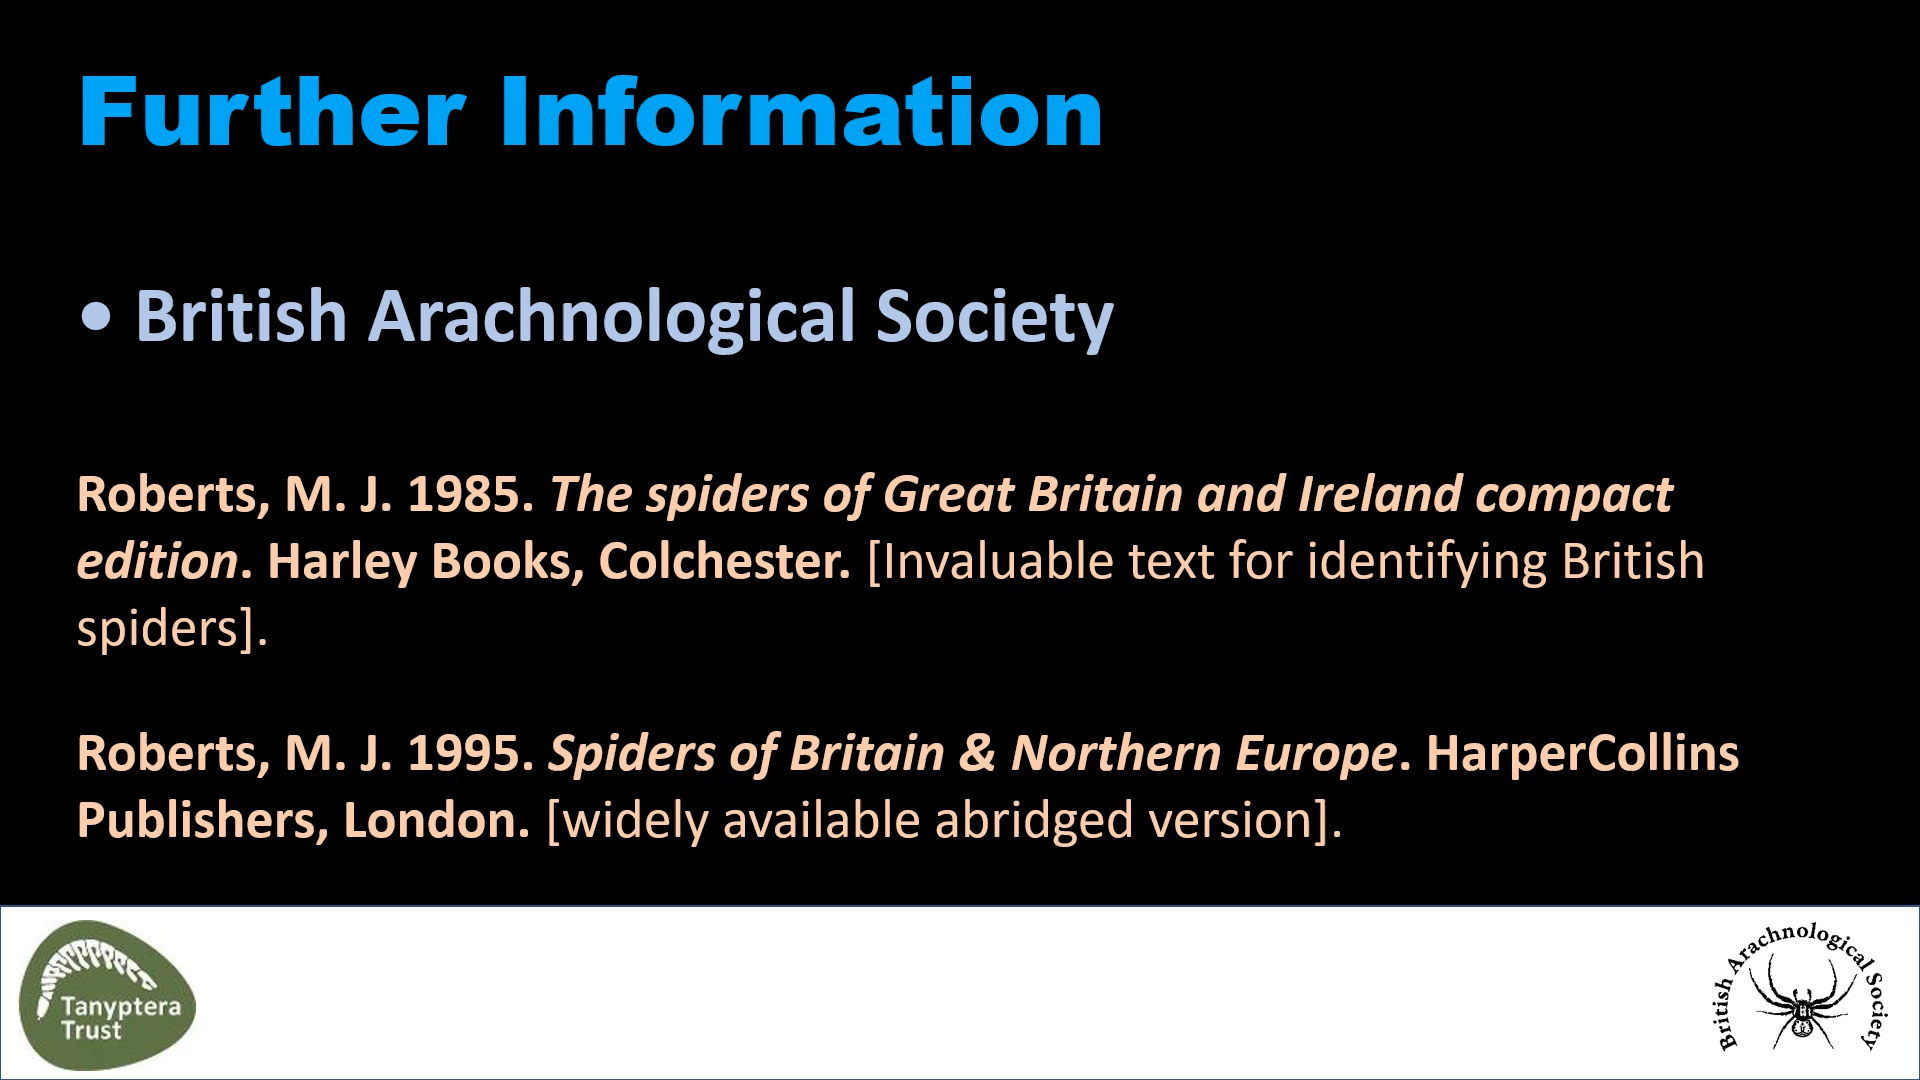 Further Information
• British Arachnological Society
Roberts, M. J. 1985. The spiders of Great Britain and Ireland compact
edition. Harley Books, Colchester. [Invaluable text for identifying British
spiders].
Roberts, M. J. 1995. Spiders of Britain & Northern Europe. HarperCollins
Publishers, London. [widely available abridged version].
Tanyptera
Trust
British Arachnological Society